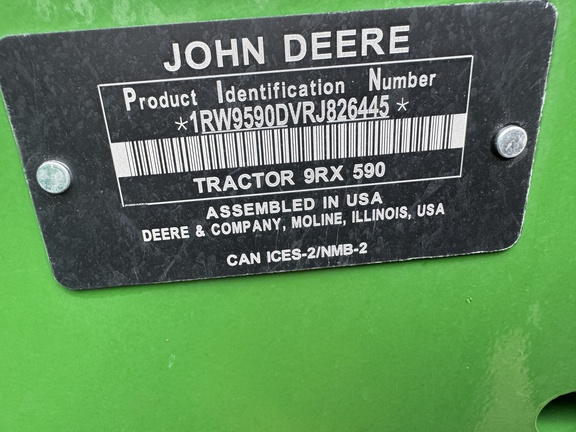 JOHN DEERE
Product Identification Number
*1RW9590DVRJ826445*
TRACTOR 9RX 590
ASSEMBLED IN USA
DEERE & COMPANY, MOLINE, ILLINOIS, USA
CAN ICES-2/NMB-2